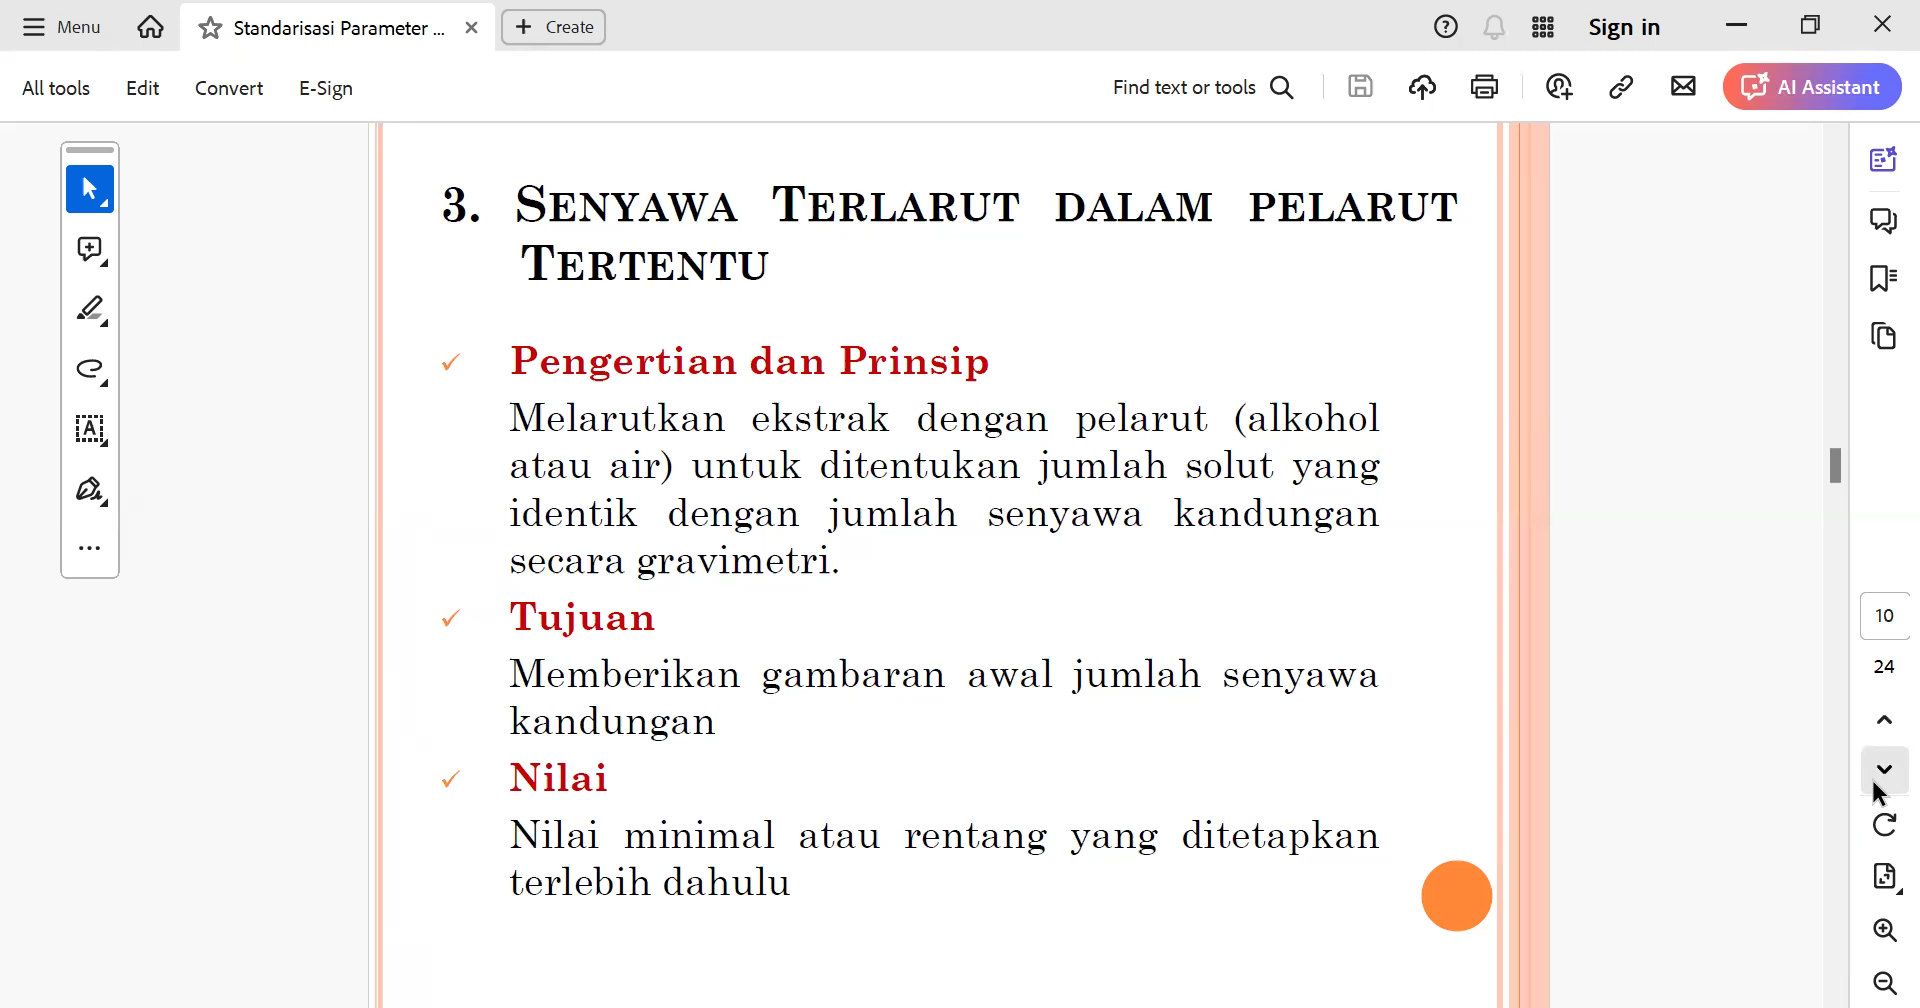 Menu
Standarisasi Parameter ...
Create
Sign in
All tools
Edit
Convert
E-Sign
Find text or tools
AI Assistant
3. SENYAWA TERLARUT DALAM PELARUT
TERTENTU
Pengertian dan Prinsip
Melarutkan ekstrak dengan pelarut (alkohol
atau air) untuk ditentukan jumlah solut yang
identik dengan jumlah senyawa kandungan
secara gravimetri.
Tujuan
Memberikan gambaran awal jumlah senyawa
kandungan
Nilai
Nilai minimal atau rentang yang ditetapkan
terlebih dahulu
10
24